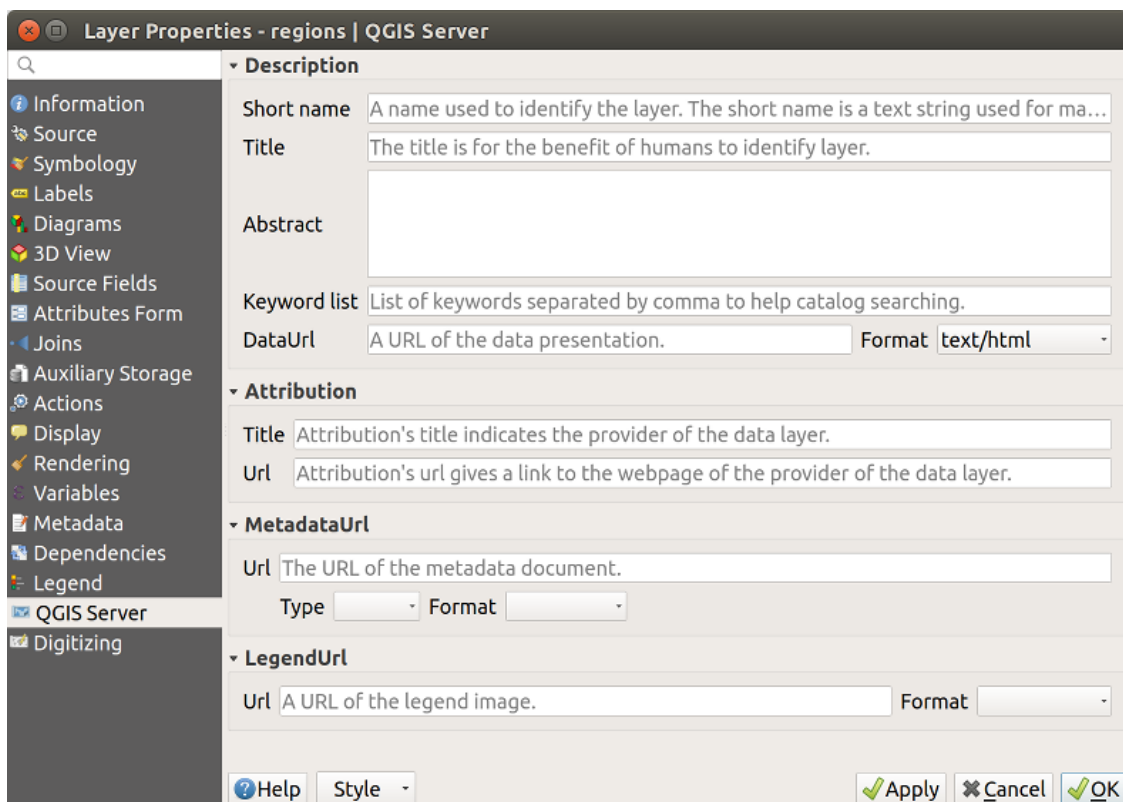 Layer Properties - regions | QGIS Server
Information
Source
Symbology
Labels
Diagrams
3D View
Source Fields
Attributes Form
Joins
Auxiliary Storage
Actions
Display
Rendering
Variables
Metadata
Dependencies
Legend
QGIS Server
Digitizing
Description
Short name A name used to identify the layer. The short name is a text string used for ma...
Title The title is for the benefit of humans to identify layer.
Abstract
Keyword list List of keywords separated by comma to help catalog searching.
DataUrl A URL of the data presentation. Format text/html
Attribution
Title Attribution's title indicates the provider of the data layer.
Url Attribution's url gives a link to the webpage of the provider of the data layer.
MetadataUrl
Url The URL of the metadata document.
Type Format
LegendUrl
Url A URL of the legend image. Format
Help Style Apply Cancel OK